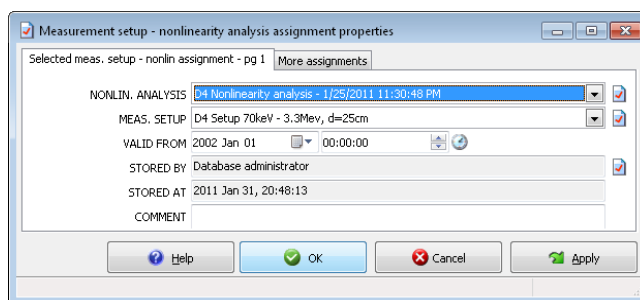 Measurement setup - nonlinearity analysis assignment properties
Selected meas. setup - nonlin assignment - pg 1 More assignments
NONLIN. ANALYSIS D4 Nonlinearity analysis - 1/25/2011 11:30:48 PM
MEAS. SETUP D4 Setup 70keV - 3.3Mev, d=25cm
VALID FROM 2002 Jan 01 00:00:00
STORED BY Database administrator
STORED AT 2011 Jan 31, 20:48:13
COMMENT
Help OK Cancel Apply